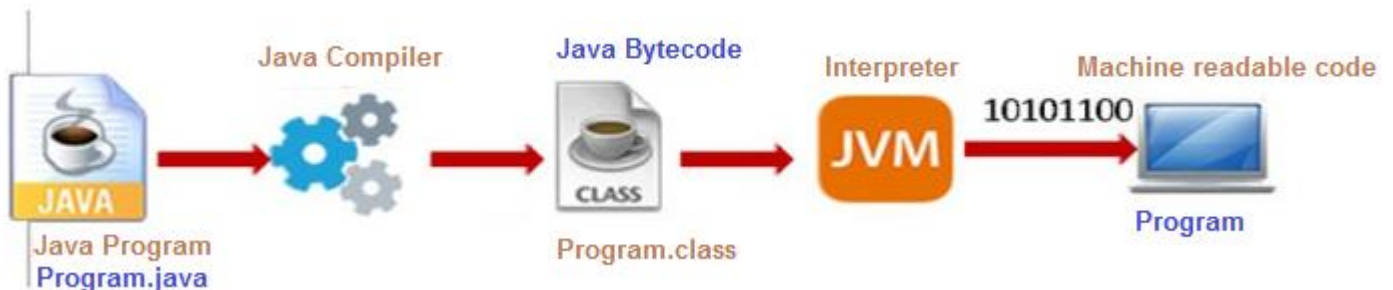 Java Compiler
Java Bytecode
Interpreter
Machine readable code
10101100
JAVA
CLASS
JVM
Java Program
Program.java
Program.class
Program